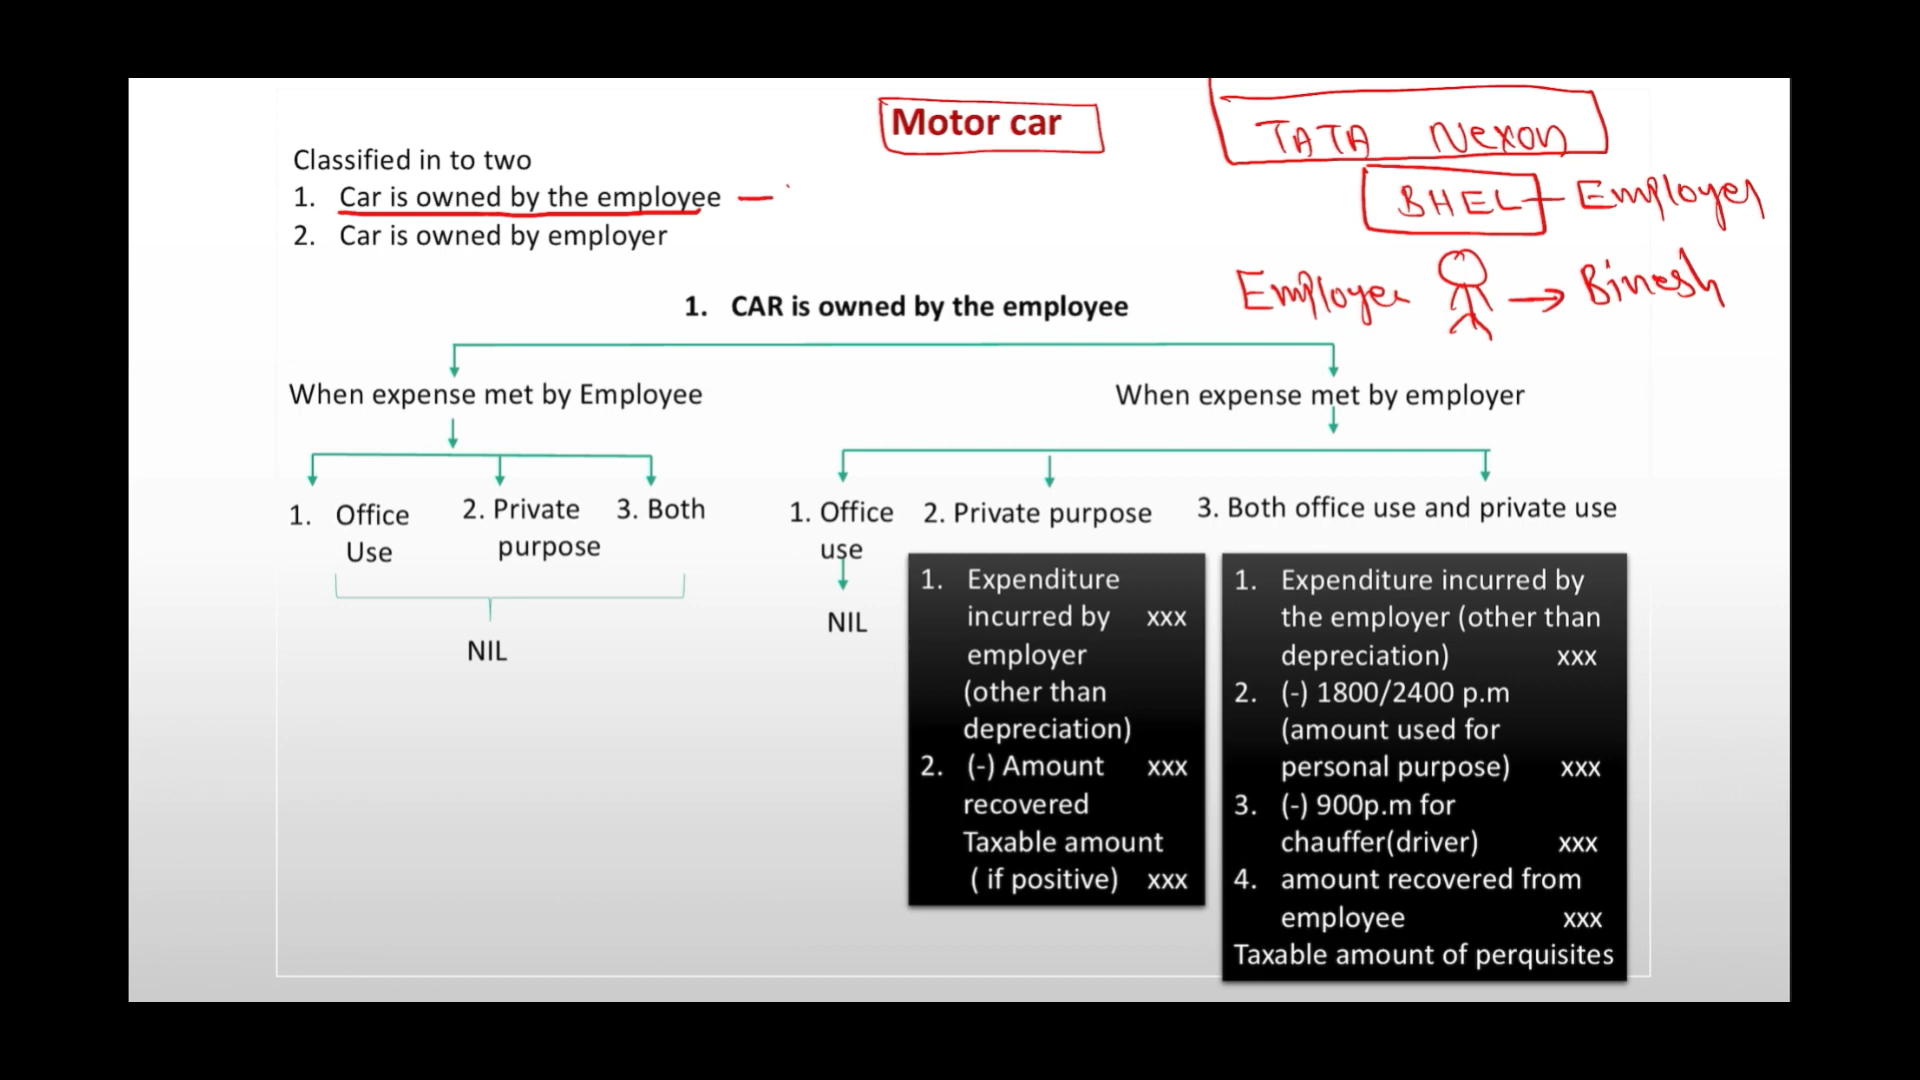 Motor car
TATA Nexon
BHEL - Employer
Employee → Binesh
Classified in to two
1. Car is owned by the employee —
2. Car is owned by employer
1. CAR is owned by the employee
When expense met by Employee
When expense met by employer
1. Office
Use
2. Private
purpose
3. Both
NIL
1. Office
use
NIL
2. Private purpose
1. Expenditure
incurred by xxx
employer
(other than
depreciation)
2. (-) Amount xxx
recovered
Taxable amount
( if positive) xxx
3. Both office use and private use
1. Expenditure incurred by
the employer (other than
depreciation) xxx
2. (-) 1800/2400 p.m
(amount used for
personal purpose) xxx
3. (-) 900p.m for
chauffer(driver) xxx
4. amount recovered from
employee xxx
Taxable amount of perquisites